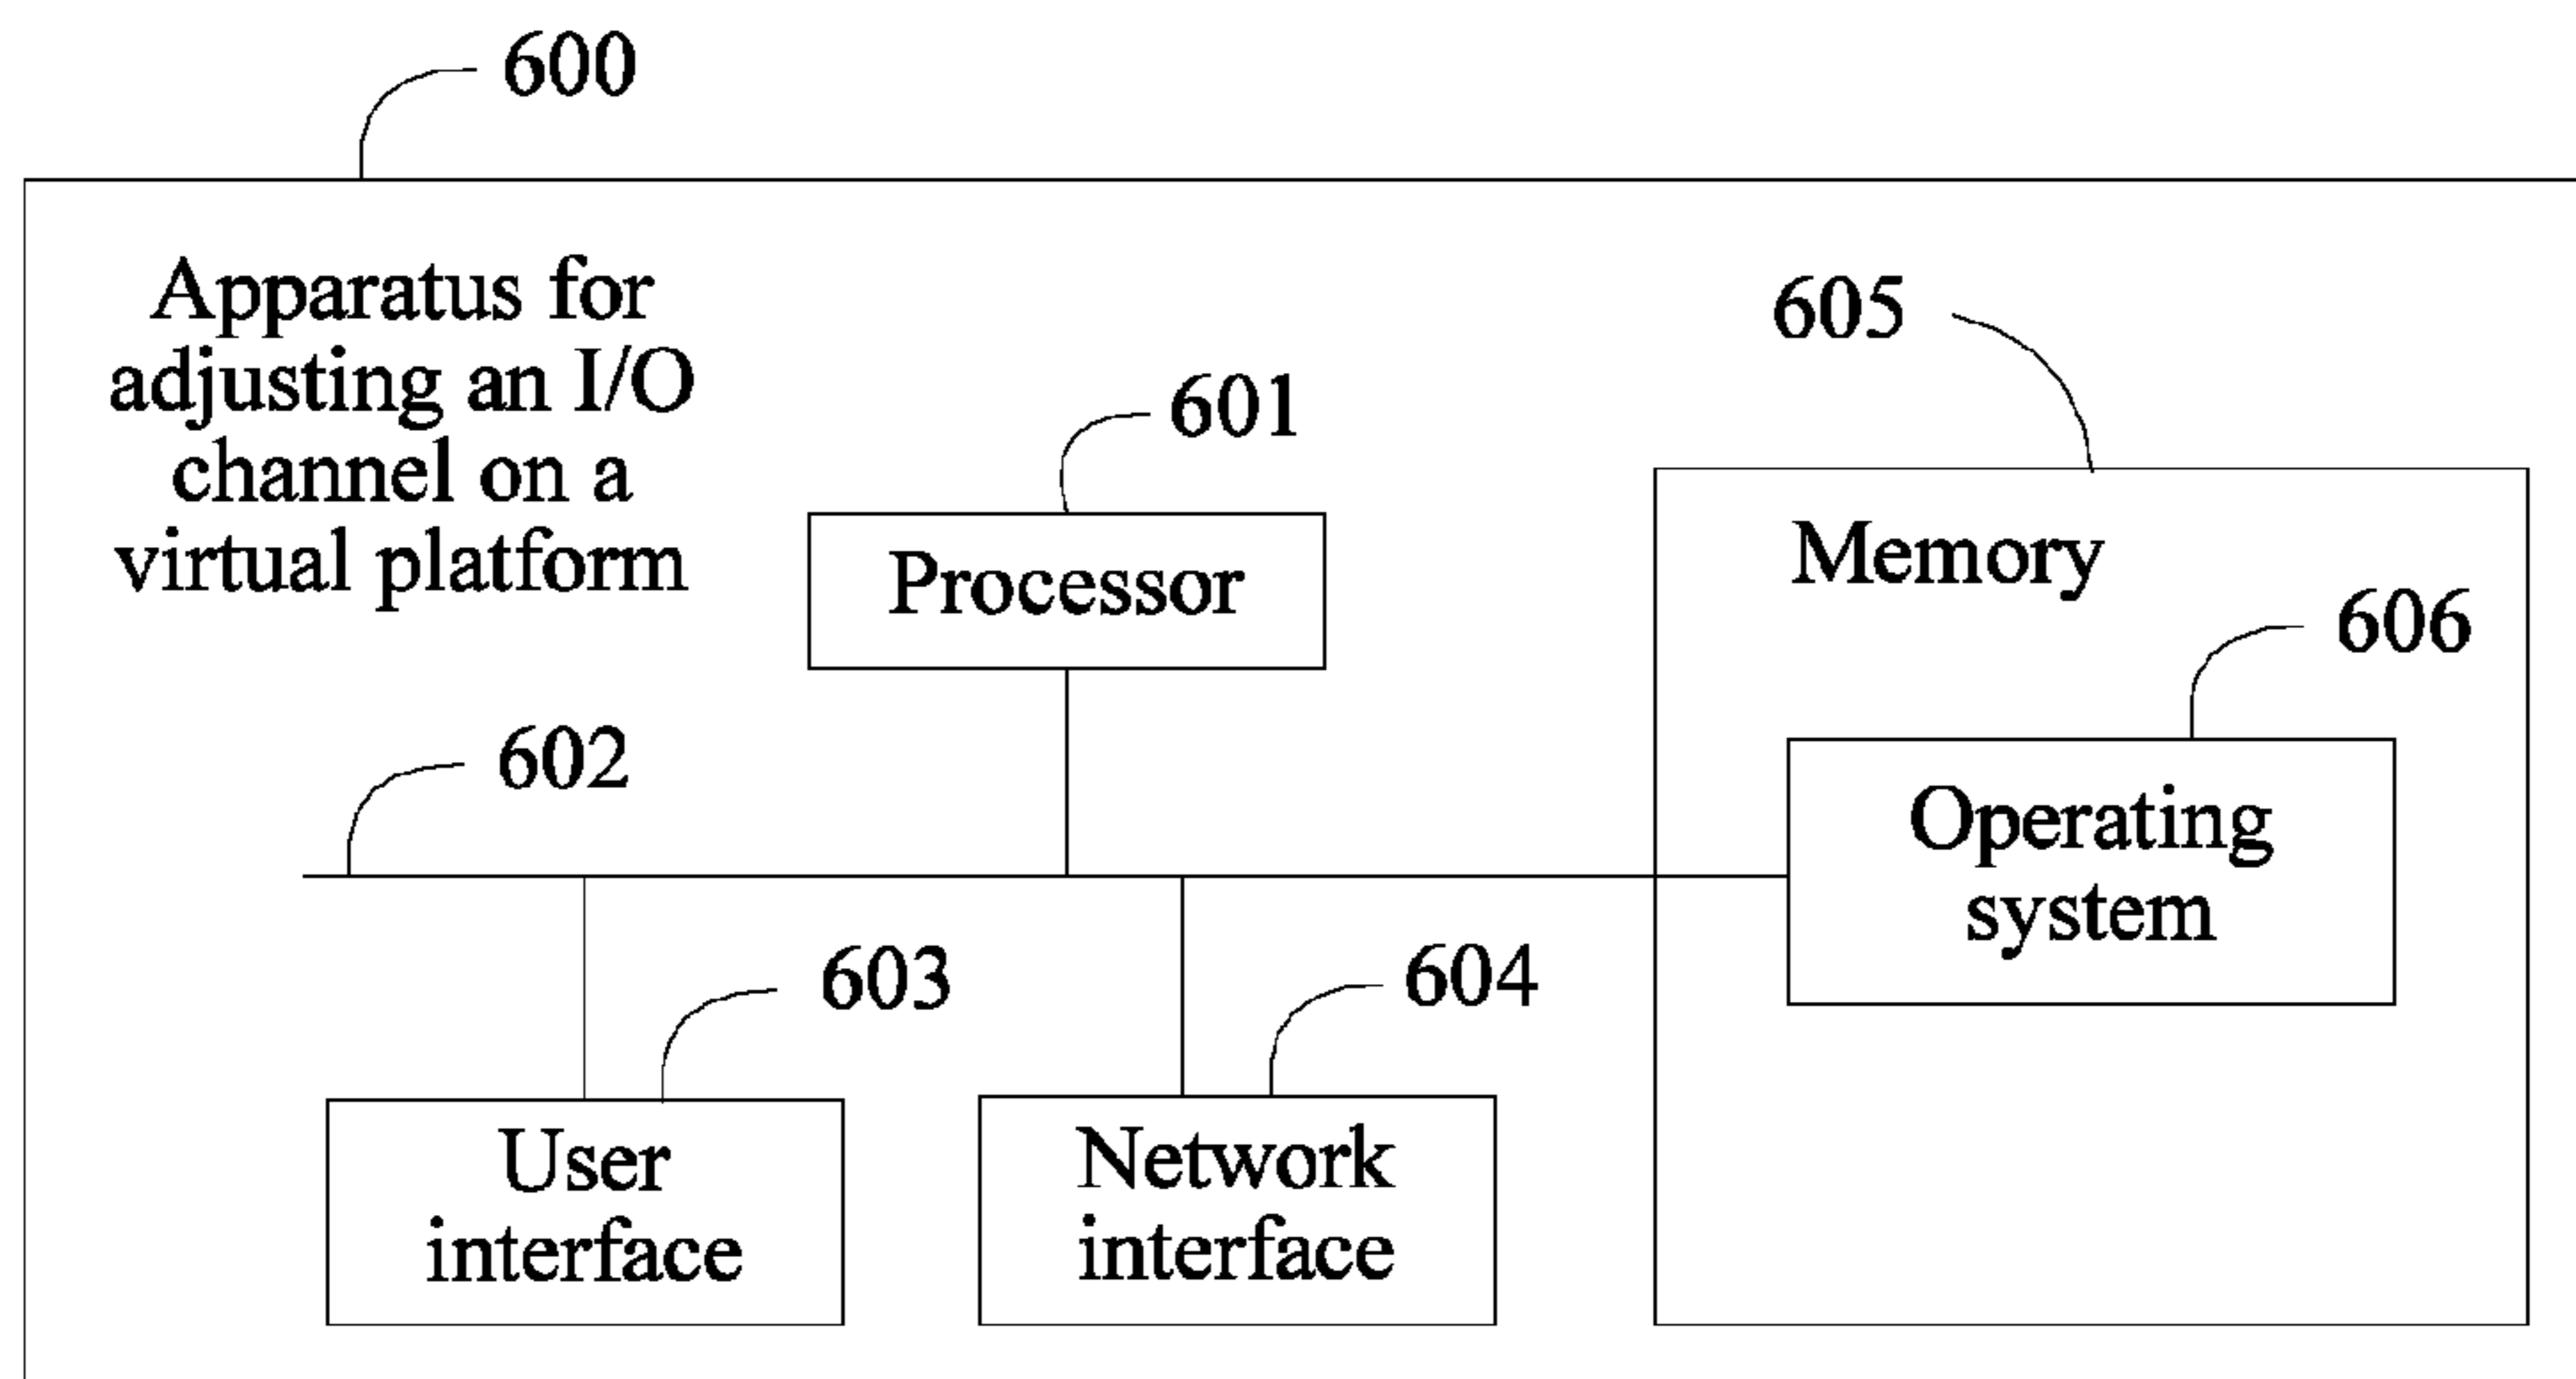 600
Apparatus for
adjusting an I/O
channel on a
virtual platform
605
601
Memory
Processor
606
602
Operating
system
603
604
User
interface
Network
interface